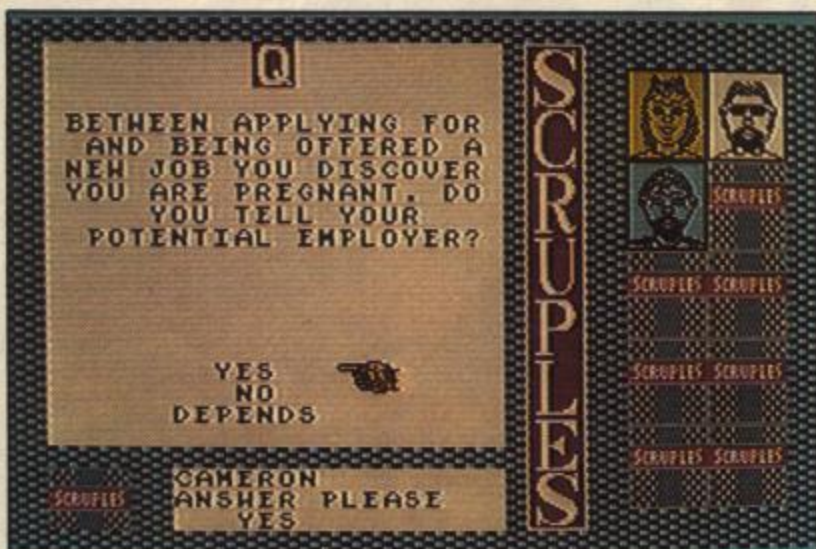 Q
BETWEEN APPLYING FOR
AND BEING OFFERED A
NEW JOB YOU DISCOVER
YOU ARE PREGNANT. DO
YOU TELL YOUR
POTENTIAL EMPLOYER?
YES
NO
DEPENDS
SCRUPLES
CAMERON
ANSWER PLEASE
YES
SCRUPLES
SCRUPLES
SCRUPLES SCRUPLES
SCRUPLES SCRUPLES
SCRUPLES SCRUPLES